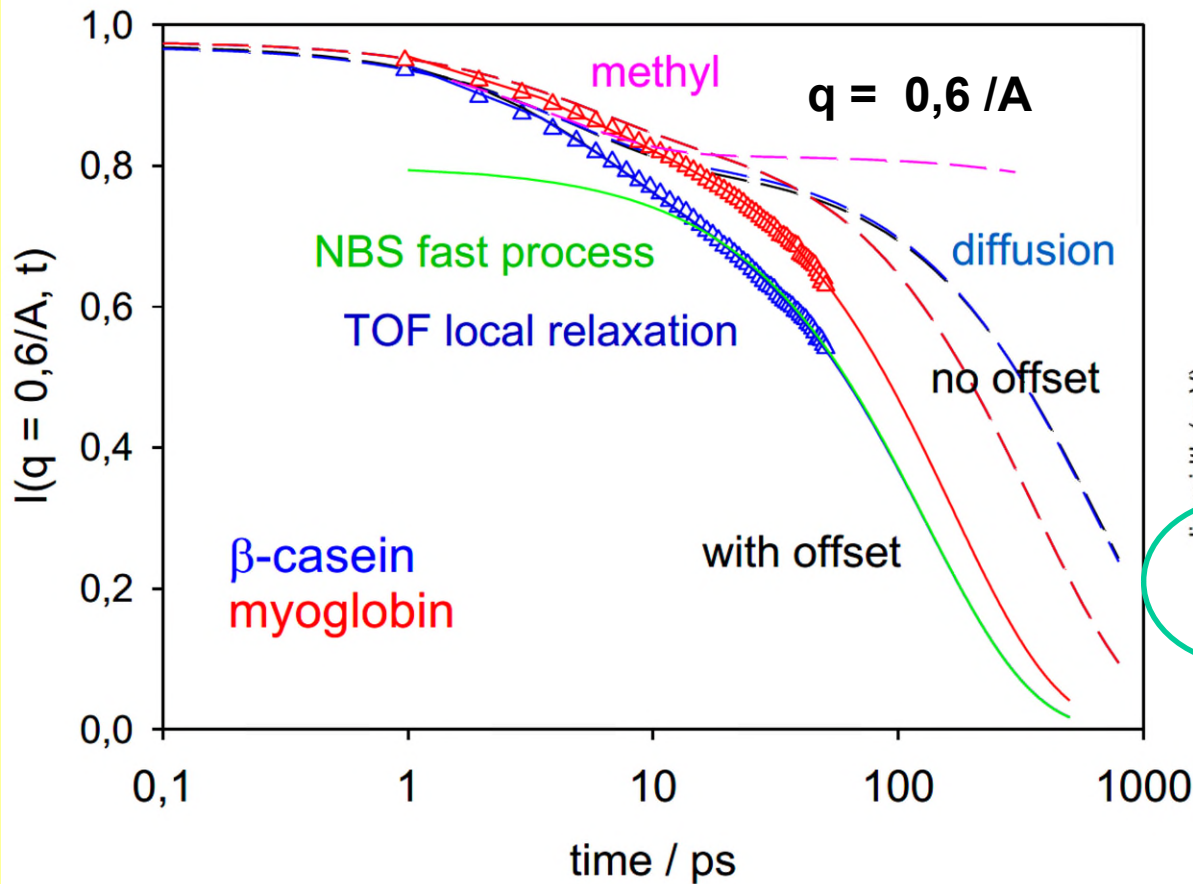 1,0
0,8
0,6
0,4
0,2
0,0
I(q = 0,6/A, t)
methyl
q = 0,6 /A
NBS fast process
diffusion
TOF local relaxation
no offset
with offset
β-casein
myoglobin
0,1 1 10 100 1000
time / ps